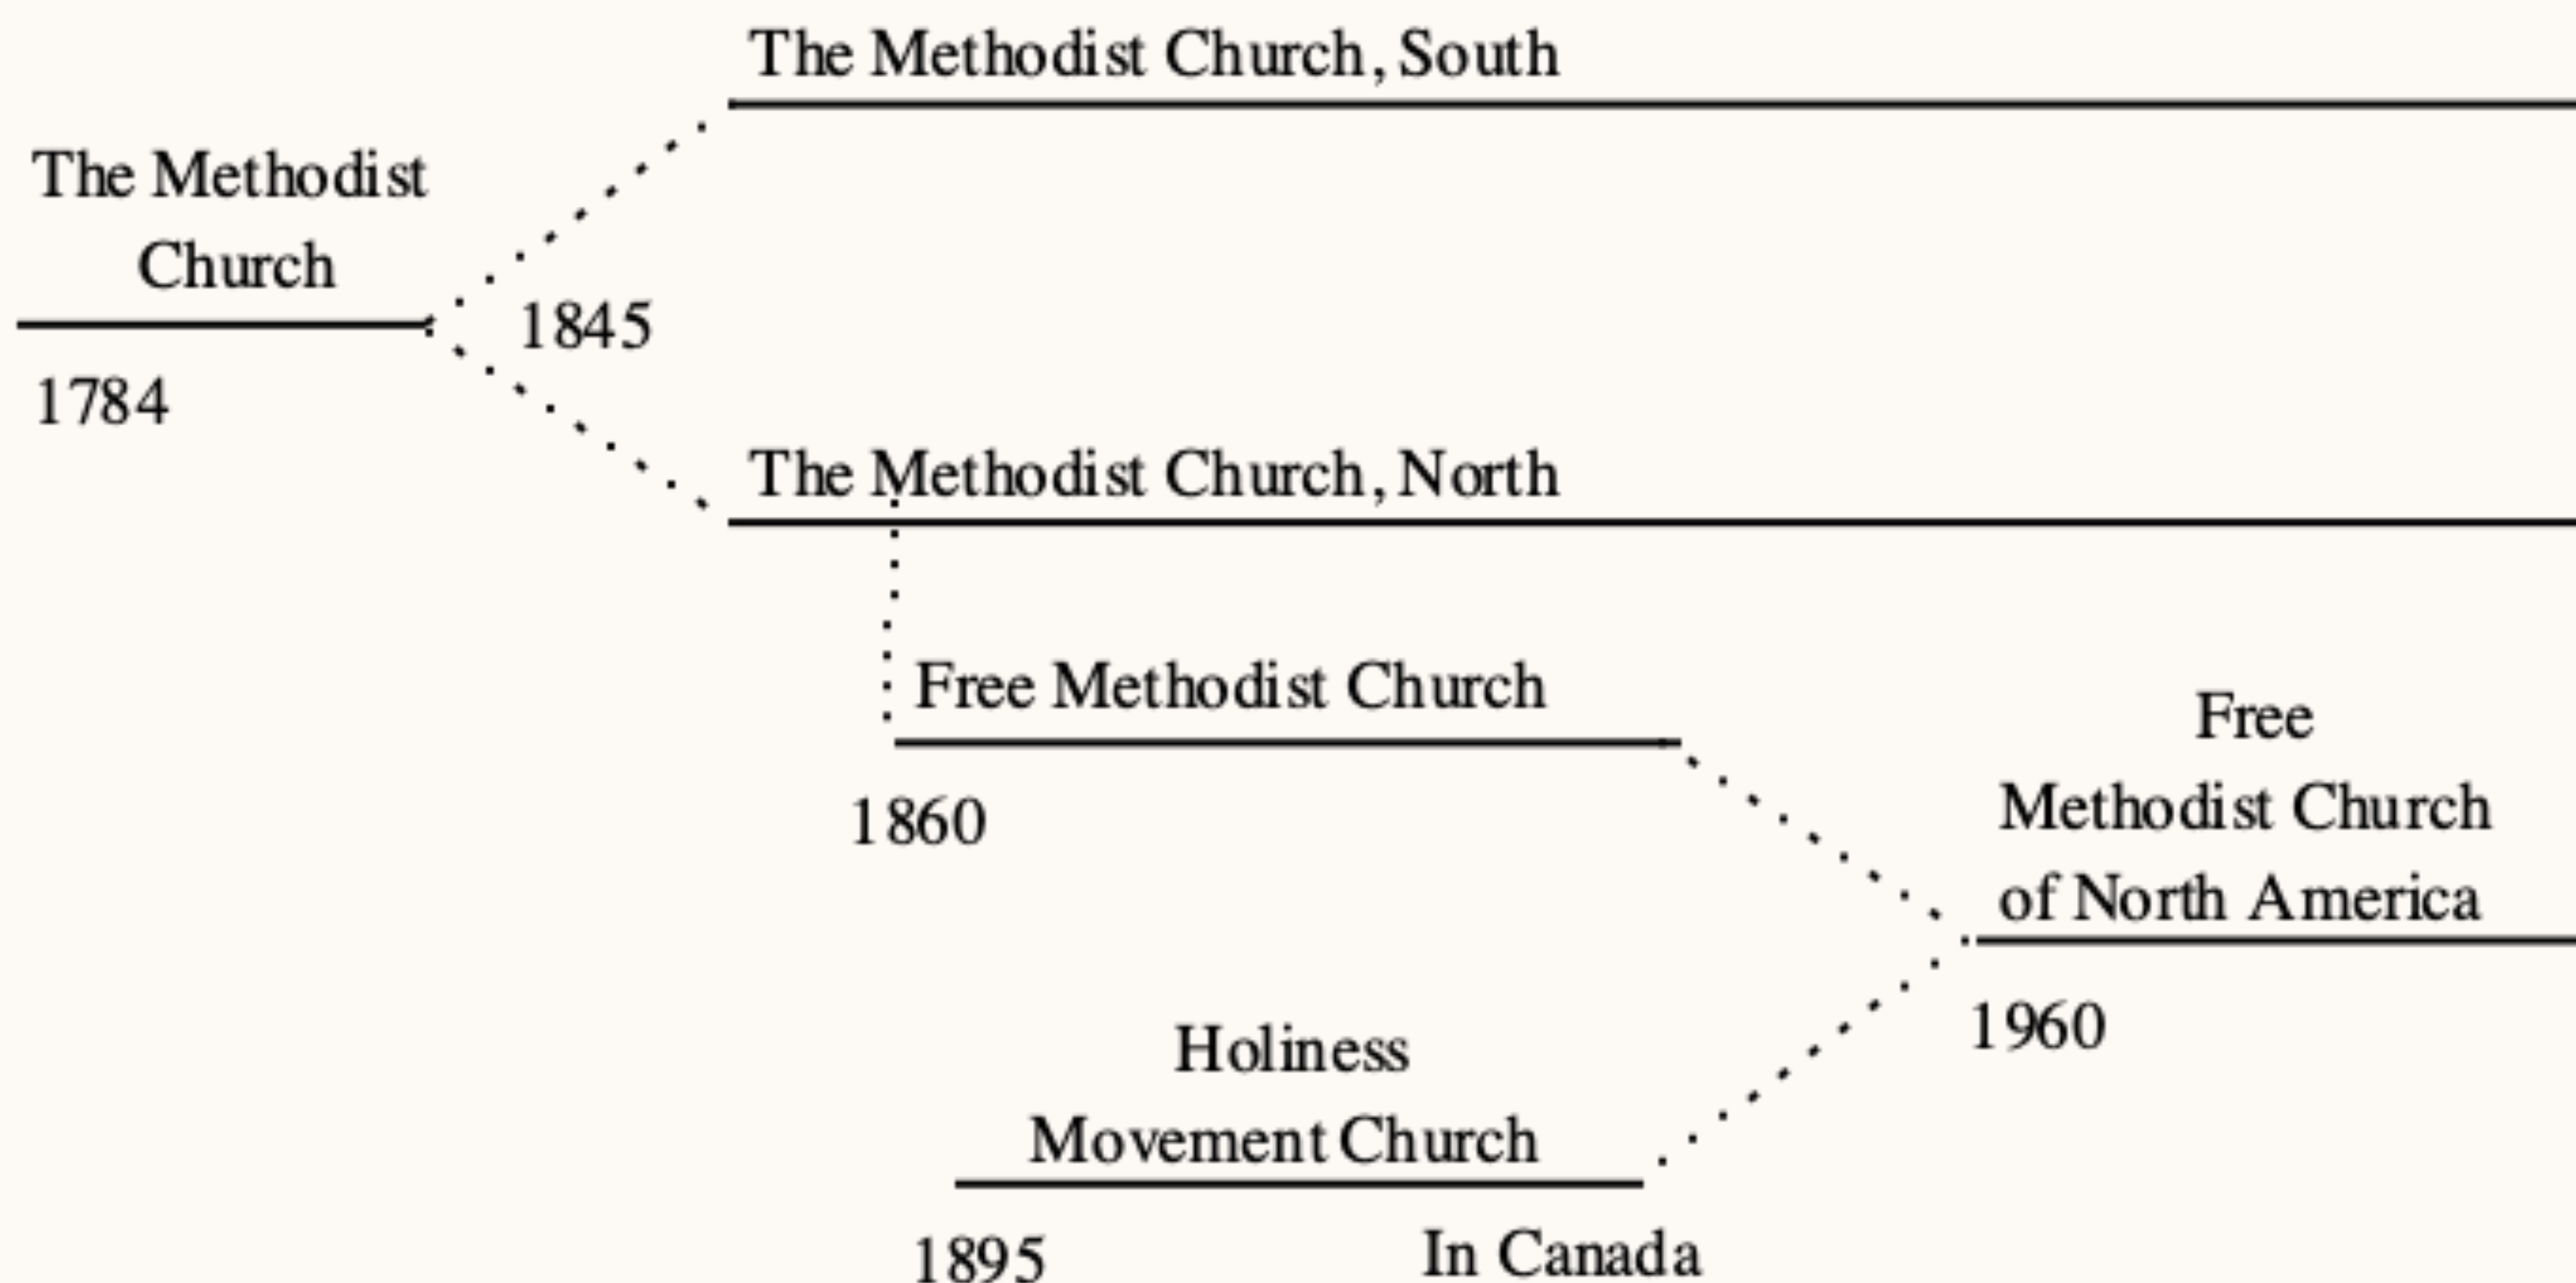 The Methodist Church, South
The Methodist
Church
1845
1784
The Methodist Church, North
Free Methodist Church
1860
Free
Methodist Church
of North America
1960
Holiness
Movement Church
1895
In Canada